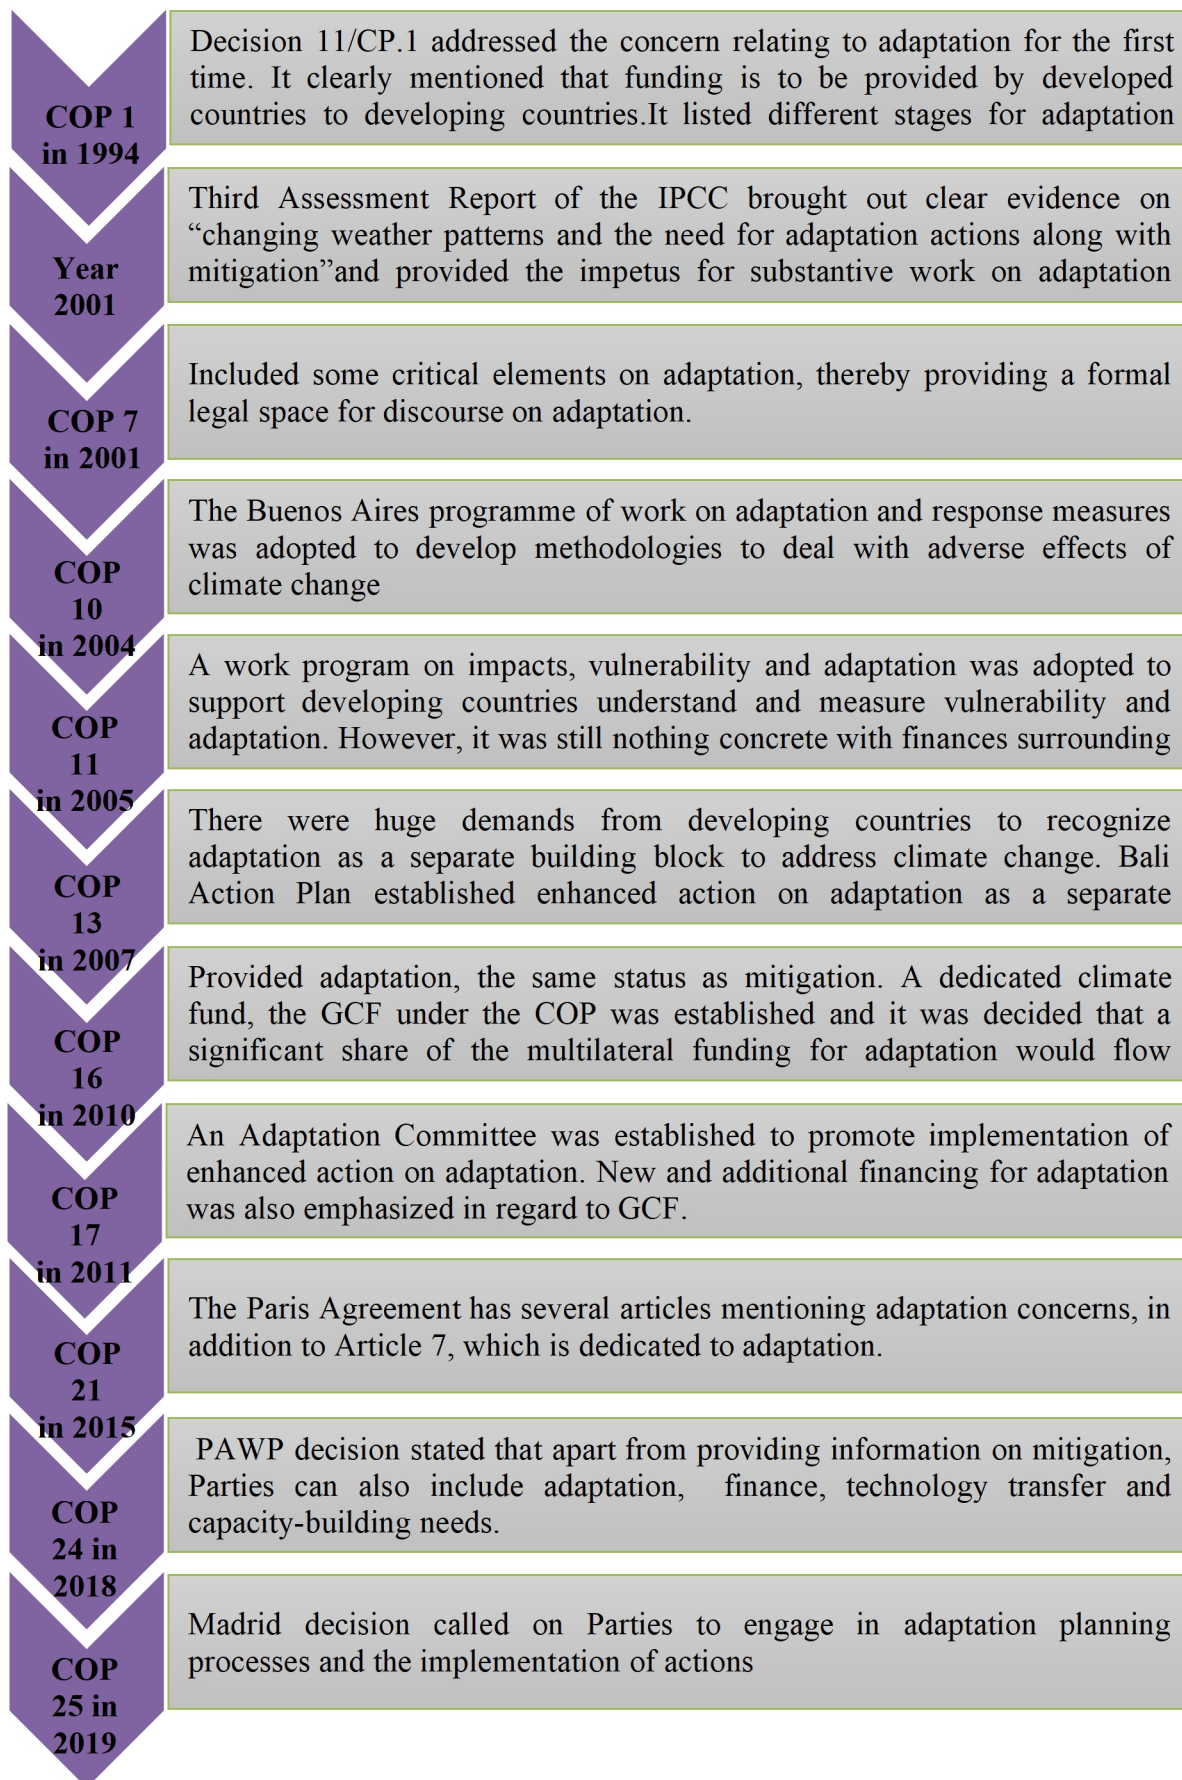 COP 1
in 1994
Decision 11/CP.1 addressed the concern relating to adaptation for the first
time. It clearly mentioned that funding is to be provided by developed
countries to developing countries.It listed different stages for adaptation
Year
2001
Third Assessment Report of the IPCC brought out clear evidence on
“changing weather patterns and the need for adaptation actions along with
mitigation”and provided the impetus for substantive work on adaptation
COP 7
in 2001
Included some critical elements on adaptation, thereby providing a formal
legal space for discourse on adaptation.
COP
10
in 2004
The Buenos Aires programme of work on adaptation and response measures
was adopted to develop methodologies to deal with adverse effects of
climate change
COP
11
in 2005
A work program on impacts, vulnerability and adaptation was adopted to
support developing countries understand and measure vulnerability and
adaptation. However, it was still nothing concrete with finances surrounding
COP
13
in 2007
There were huge demands from developing countries to recognize
adaptation as a separate building block to address climate change. Bali
Action Plan established enhanced action on adaptation as a separate
COP
16
in 2010
Provided adaptation, the same status as mitigation. A dedicated climate
fund, the GCF under the COP was established and it was decided that a
significant share of the multilateral funding for adaptation would flow
COP
17
in 2011
An Adaptation Committee was established to promote implementation of
enhanced action on adaptation. New and additional financing for adaptation
was also emphasized in regard to GCF.
COP
21
in 2015
The Paris Agreement has several articles mentioning adaptation concerns, in
addition to Article 7, which is dedicated to adaptation.
COP
24 in
2018
PAWP decision stated that apart from providing information on mitigation,
Parties can also include adaptation, finance, technology transfer and
capacity-building needs.
COP
25 in
2019
Madrid decision called on Parties to engage in adaptation planning
processes and the implementation of actions